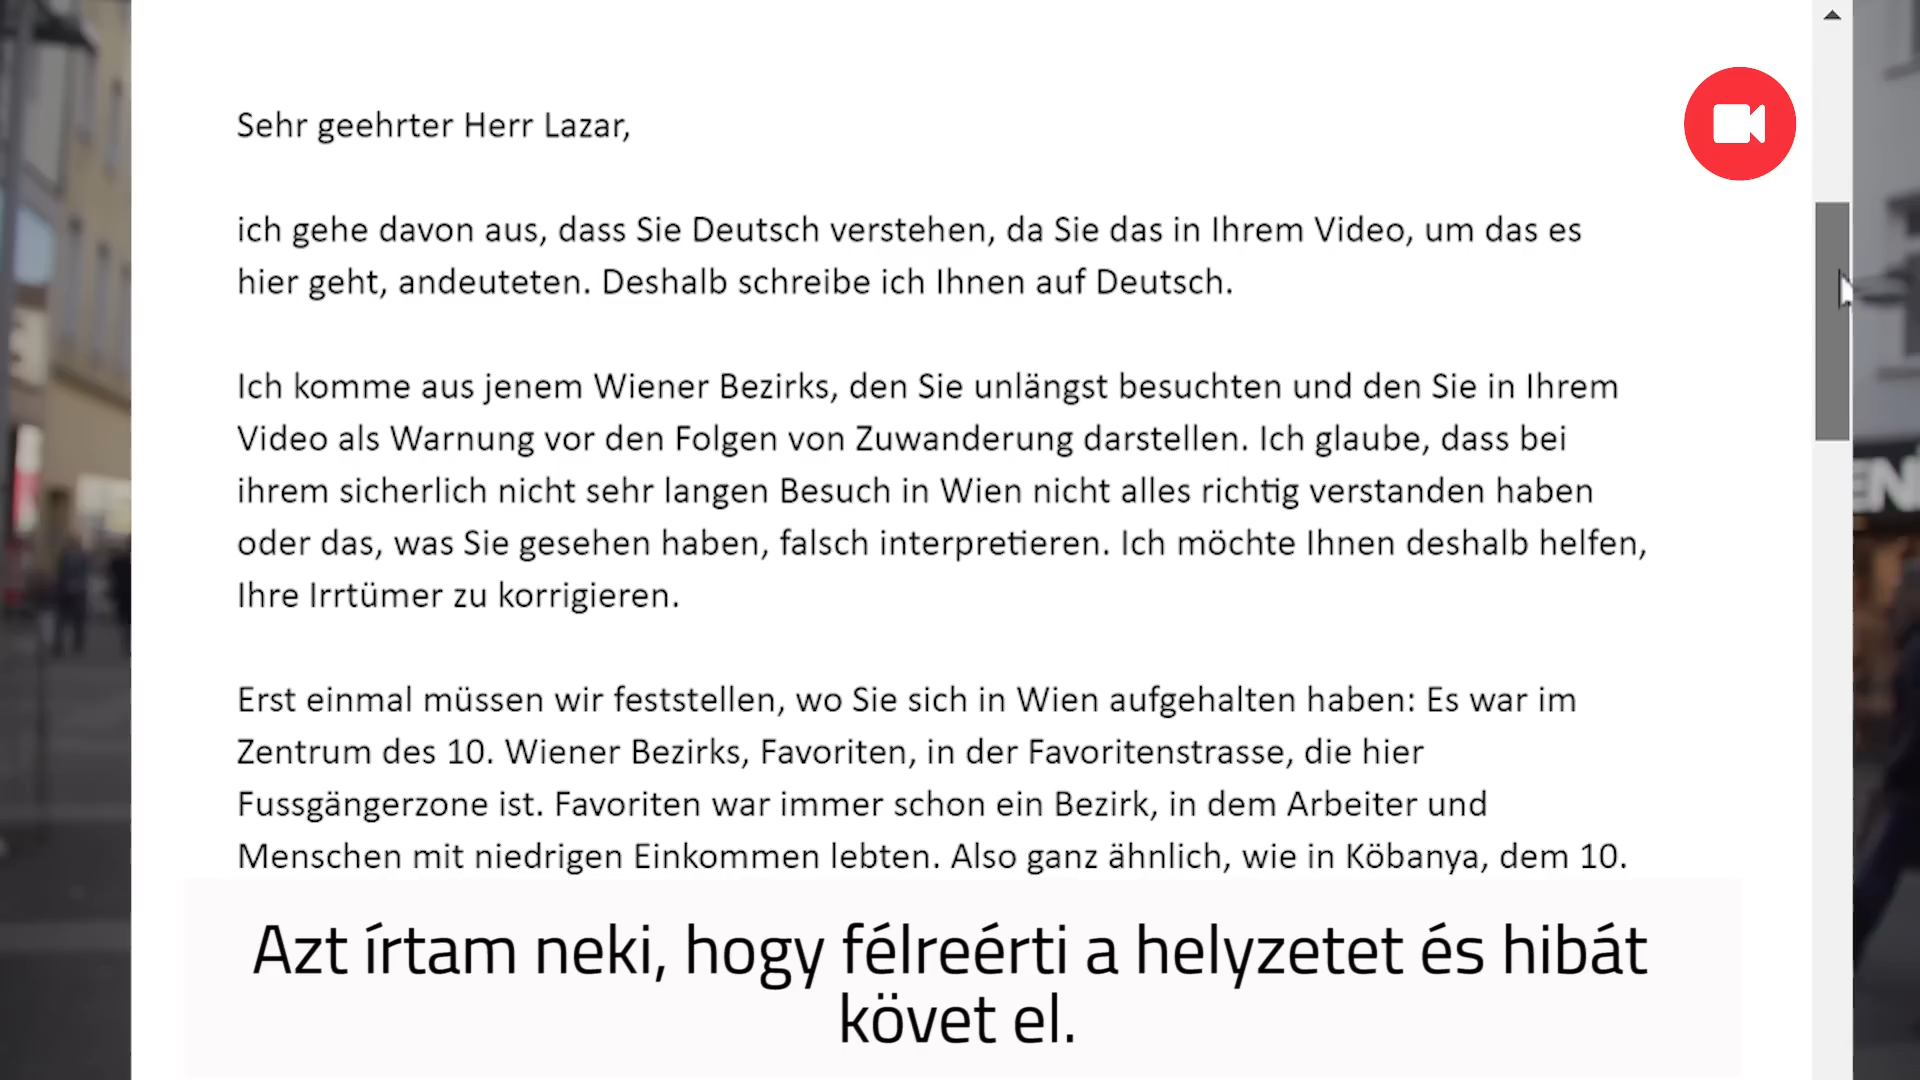 Sehr geehrter Herr Lazar,
ich gehe davon aus, dass Sie Deutsch verstehen, da Sie das in Ihrem Video, um das es
hier geht, andeuteten. Deshalb schreibe ich Ihnen auf Deutsch.
Ich komme aus jenem Wiener Bezirks, den Sie unlängst besuchten und den Sie in Ihrem
Video als Warnung vor den Folgen von Zuwanderung darstellen. Ich glaube, dass bei
ihrem sicherlich nicht sehr langen Besuch in Wien nicht alles richtig verstanden haben
oder das, was Sie gesehen haben, falsch interpretieren. Ich möchte Ihnen deshalb helfen,
Ihre Irrtümer zu korrigieren.
Erst einmal müssen wir feststellen, wo Sie sich in Wien aufgehalten haben: Es war im
Zentrum des 10. Wiener Bezirks, Favoriten, in der Favoritenstrasse, die hier
Fussgängerzone ist. Favoriten war immer schon ein Bezirk, in dem Arbeiter und
Menschen mit niedrigen Einkommen lebten. Also ganz ähnlich, wie in Köbanya, dem 10.
Azt írtam neki, hogy félreérti a helyzetet és hibát
követ el.